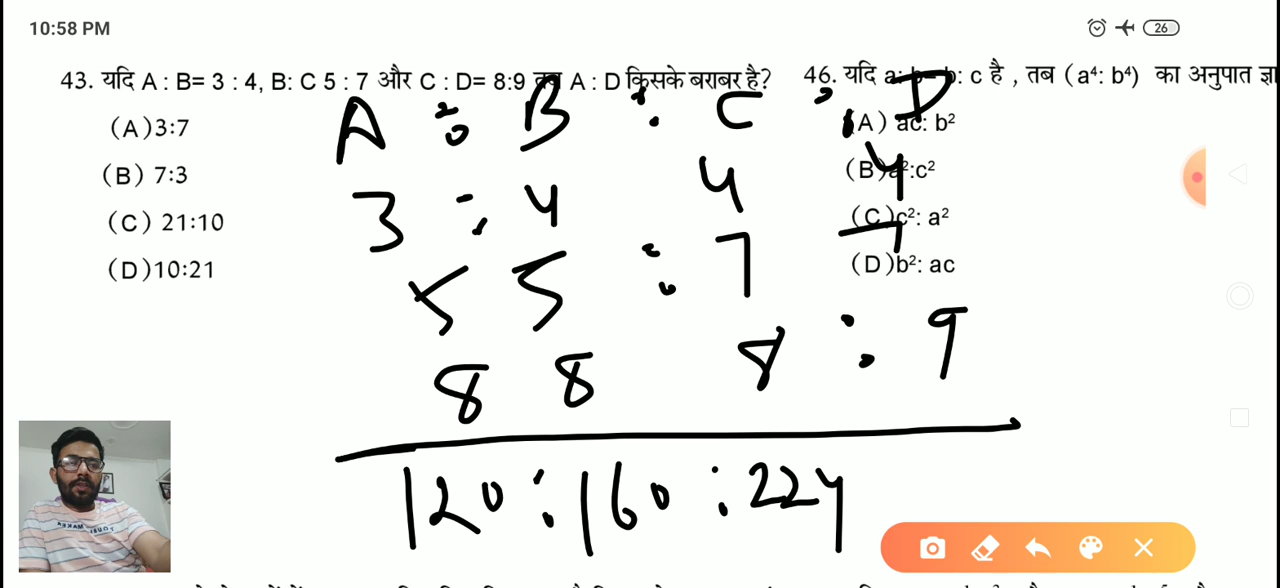 10:58 PM
26
43. यदि A : B= 3 : 4, B: C 5 : 7 और C : D= 8:9 तब A : D किसके बराबर है?
(A)3:7
(B) 7:3
(C) 21:10
(D)10:21
46. यदि a: b= b: c है , तब (a⁴: b⁴) का अनुपात ज्ञा
(A) ac: b²
(B)a²:c²
(C)c²: a²
(D)b²: ac
A : B : C : D
3 : 4 4 4
5 5 : 7 7
8 8 8 : 9
120 : 160 : 224